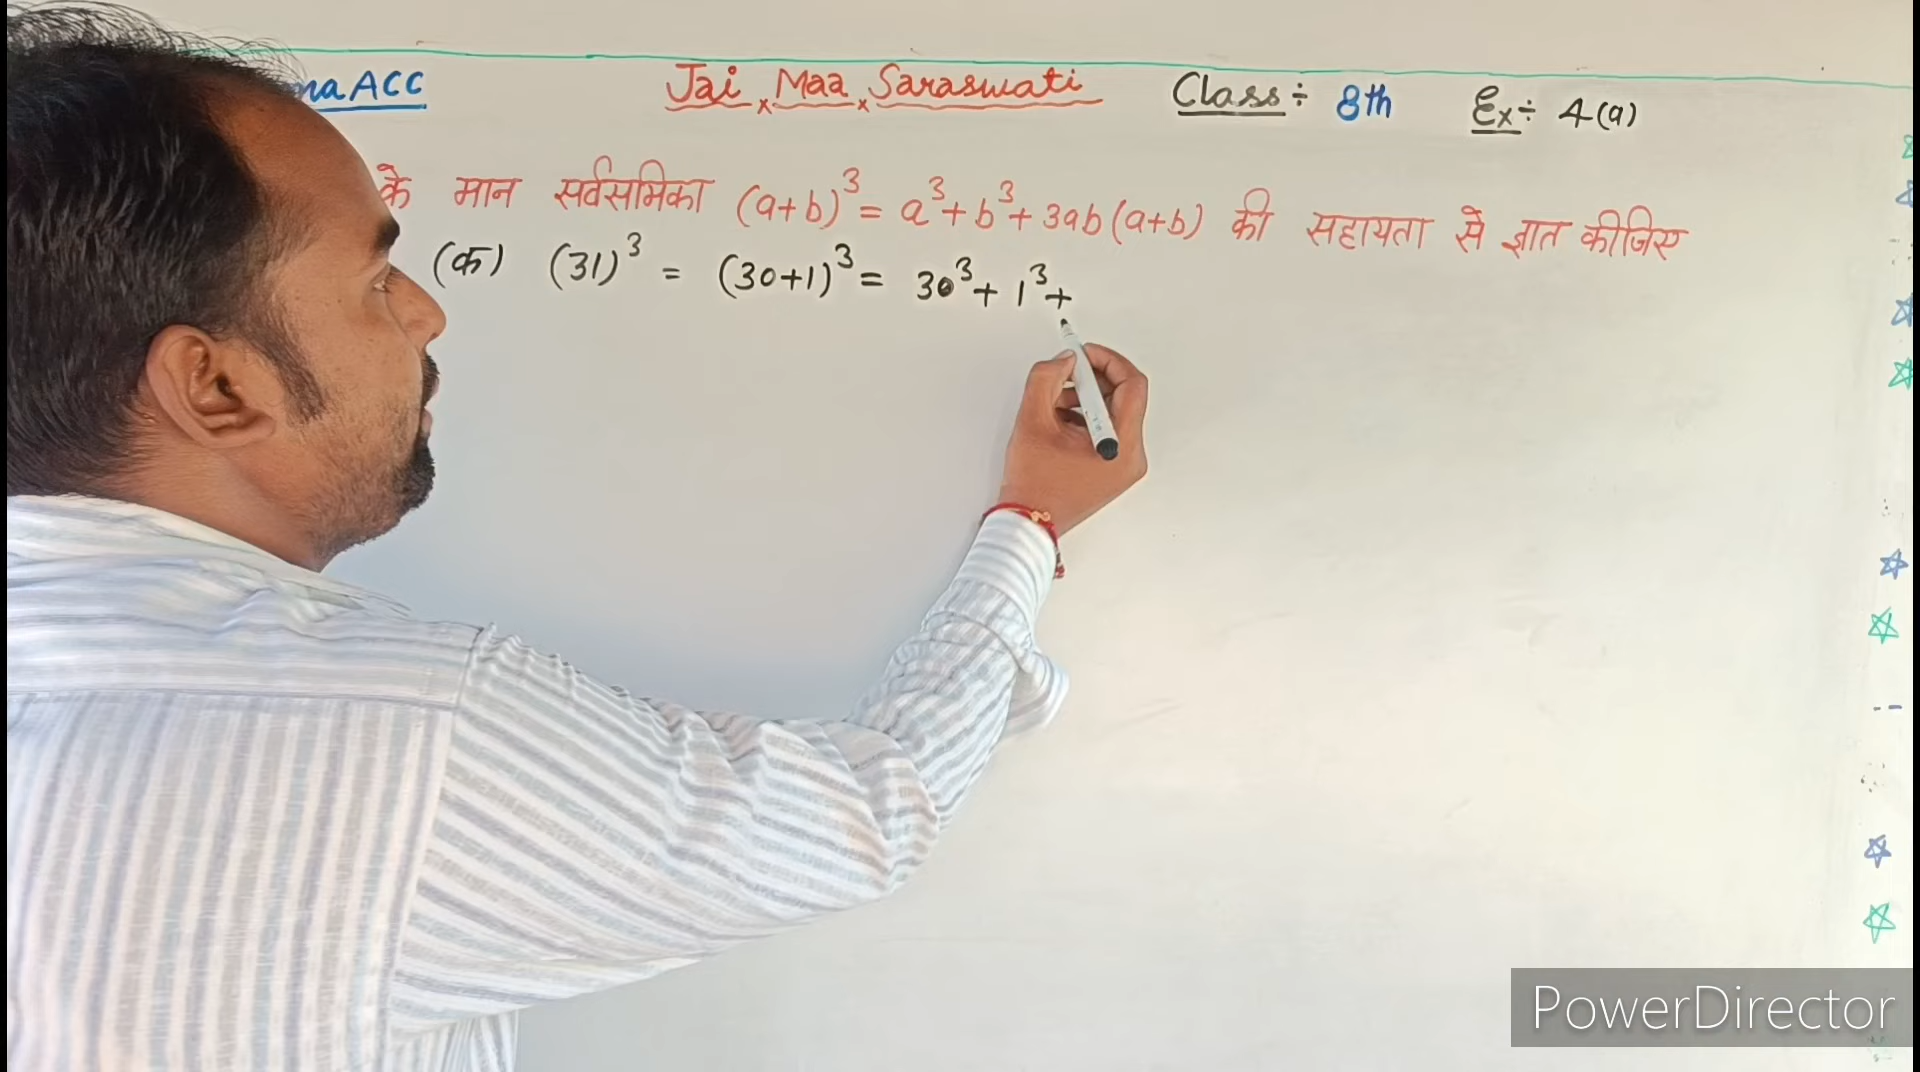 ACC Jai Maa Saraswati Class÷ 8th Ex÷ 4(a)
के मान सर्वसमिका (a+b)³ = a³+b³+3ab(a+b) की सहायता से ज्ञात कीजिए
(क) (31)³ = (30+1)³ = 30³+ 1³+
PowerDirector